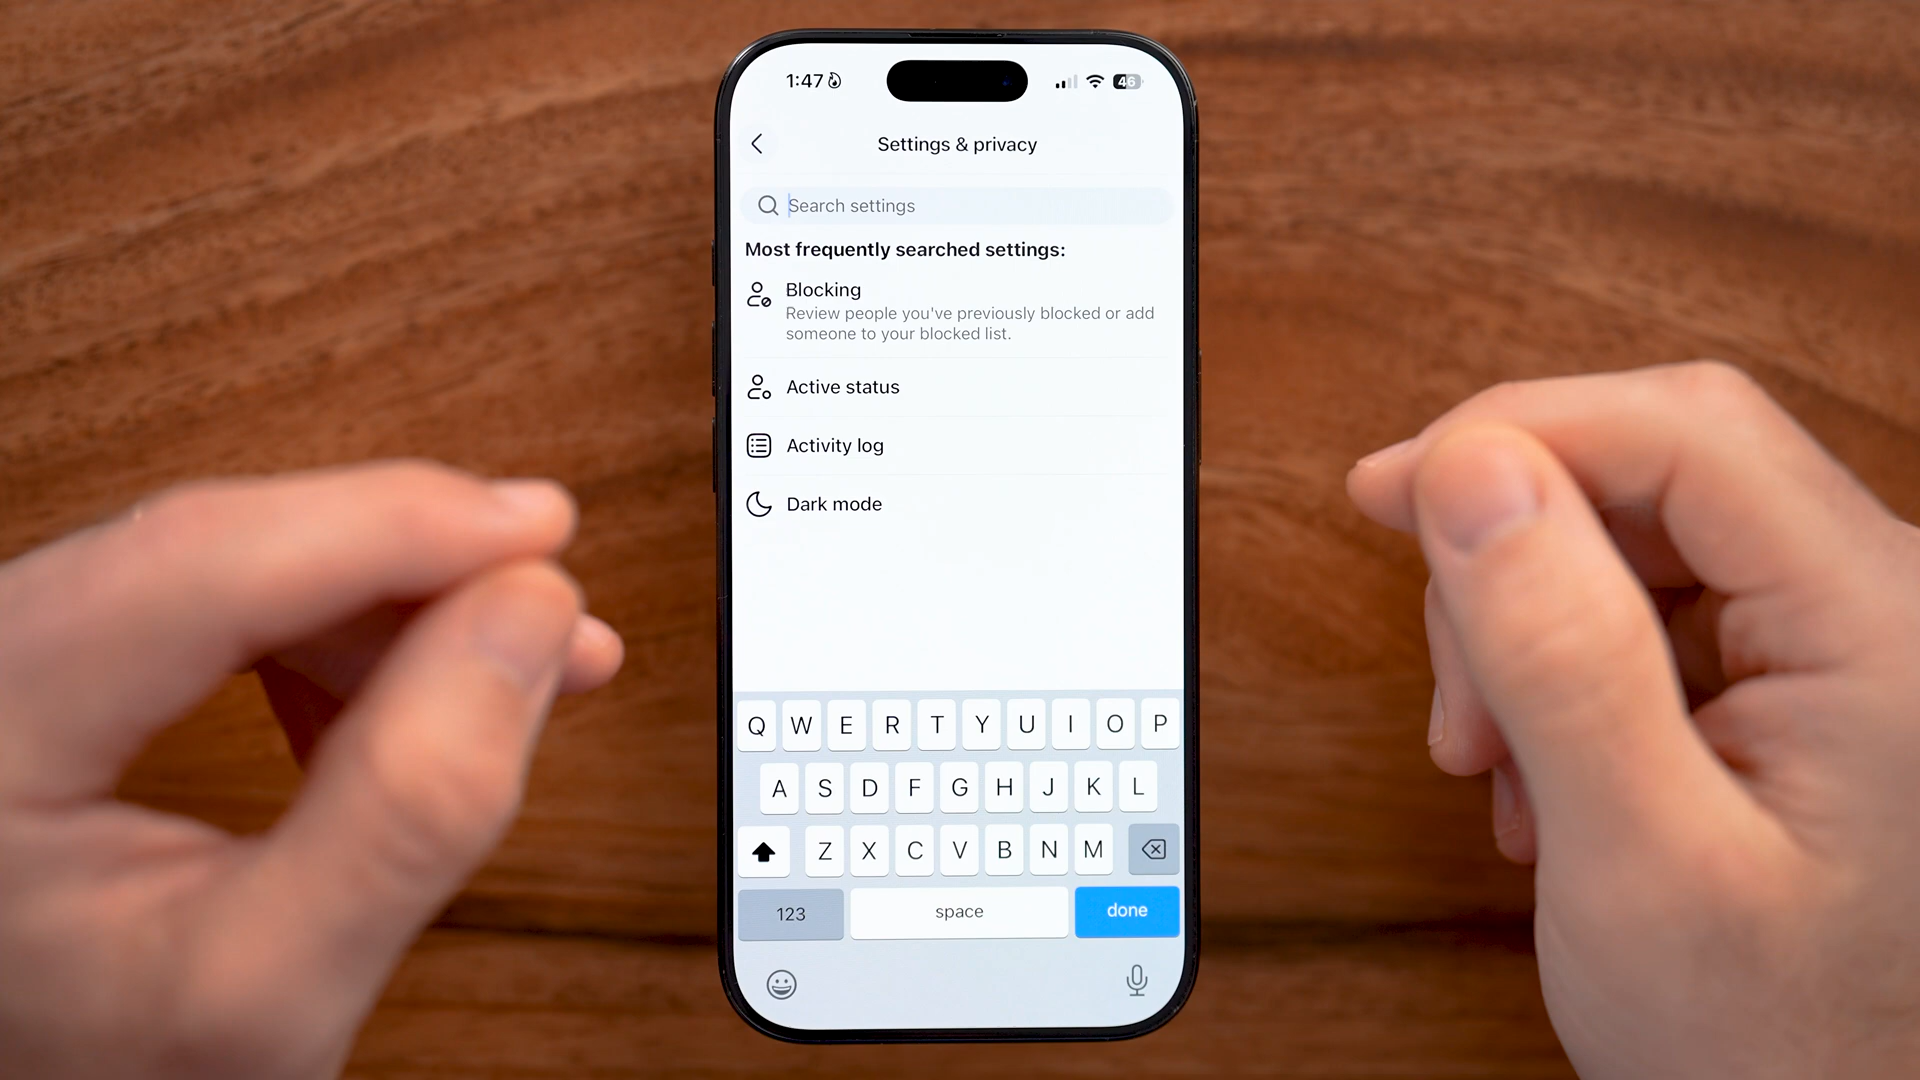 1:47
46
Settings & privacy
Search settings
Most frequently searched settings:
Blocking
Review people you've previously blocked or add
someone to your blocked list.
Active status
Activity log
Dark mode
Q W E R T Y U I O P
A S D F G H J K L
Z X C V B N M
123 space done